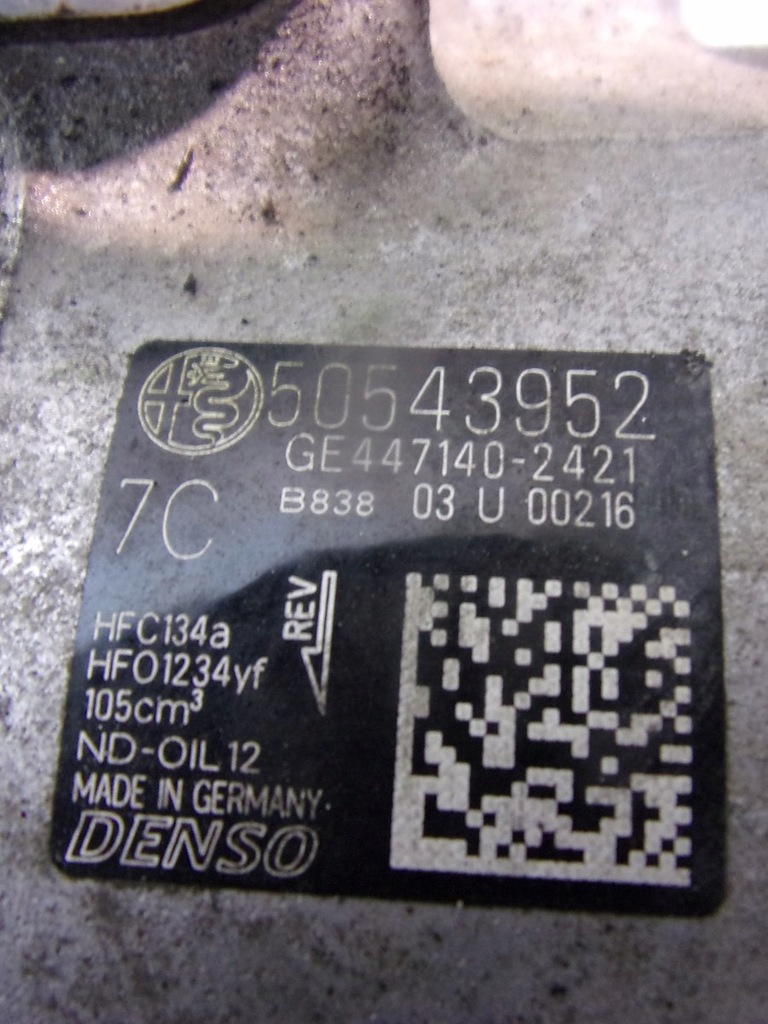 50543952
GE447140-2421
7C
B838 03 U 00216
REV
HFC134a
HFO1234yf
105cm³
ND-OIL 12
MADE IN GERMANY
DENSO